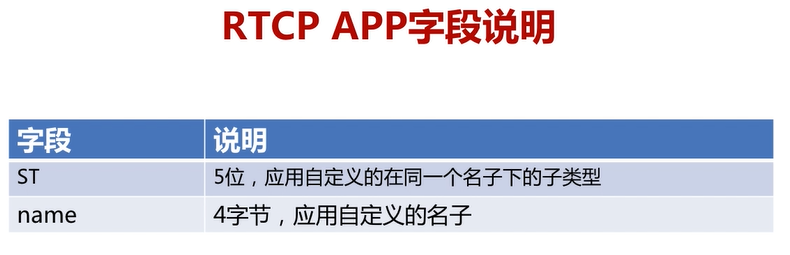 RTCP APP字段说明
字段 说明
ST 5位，应用自定义的在同一个名子下的子类型
name 4字节，应用自定义的名子